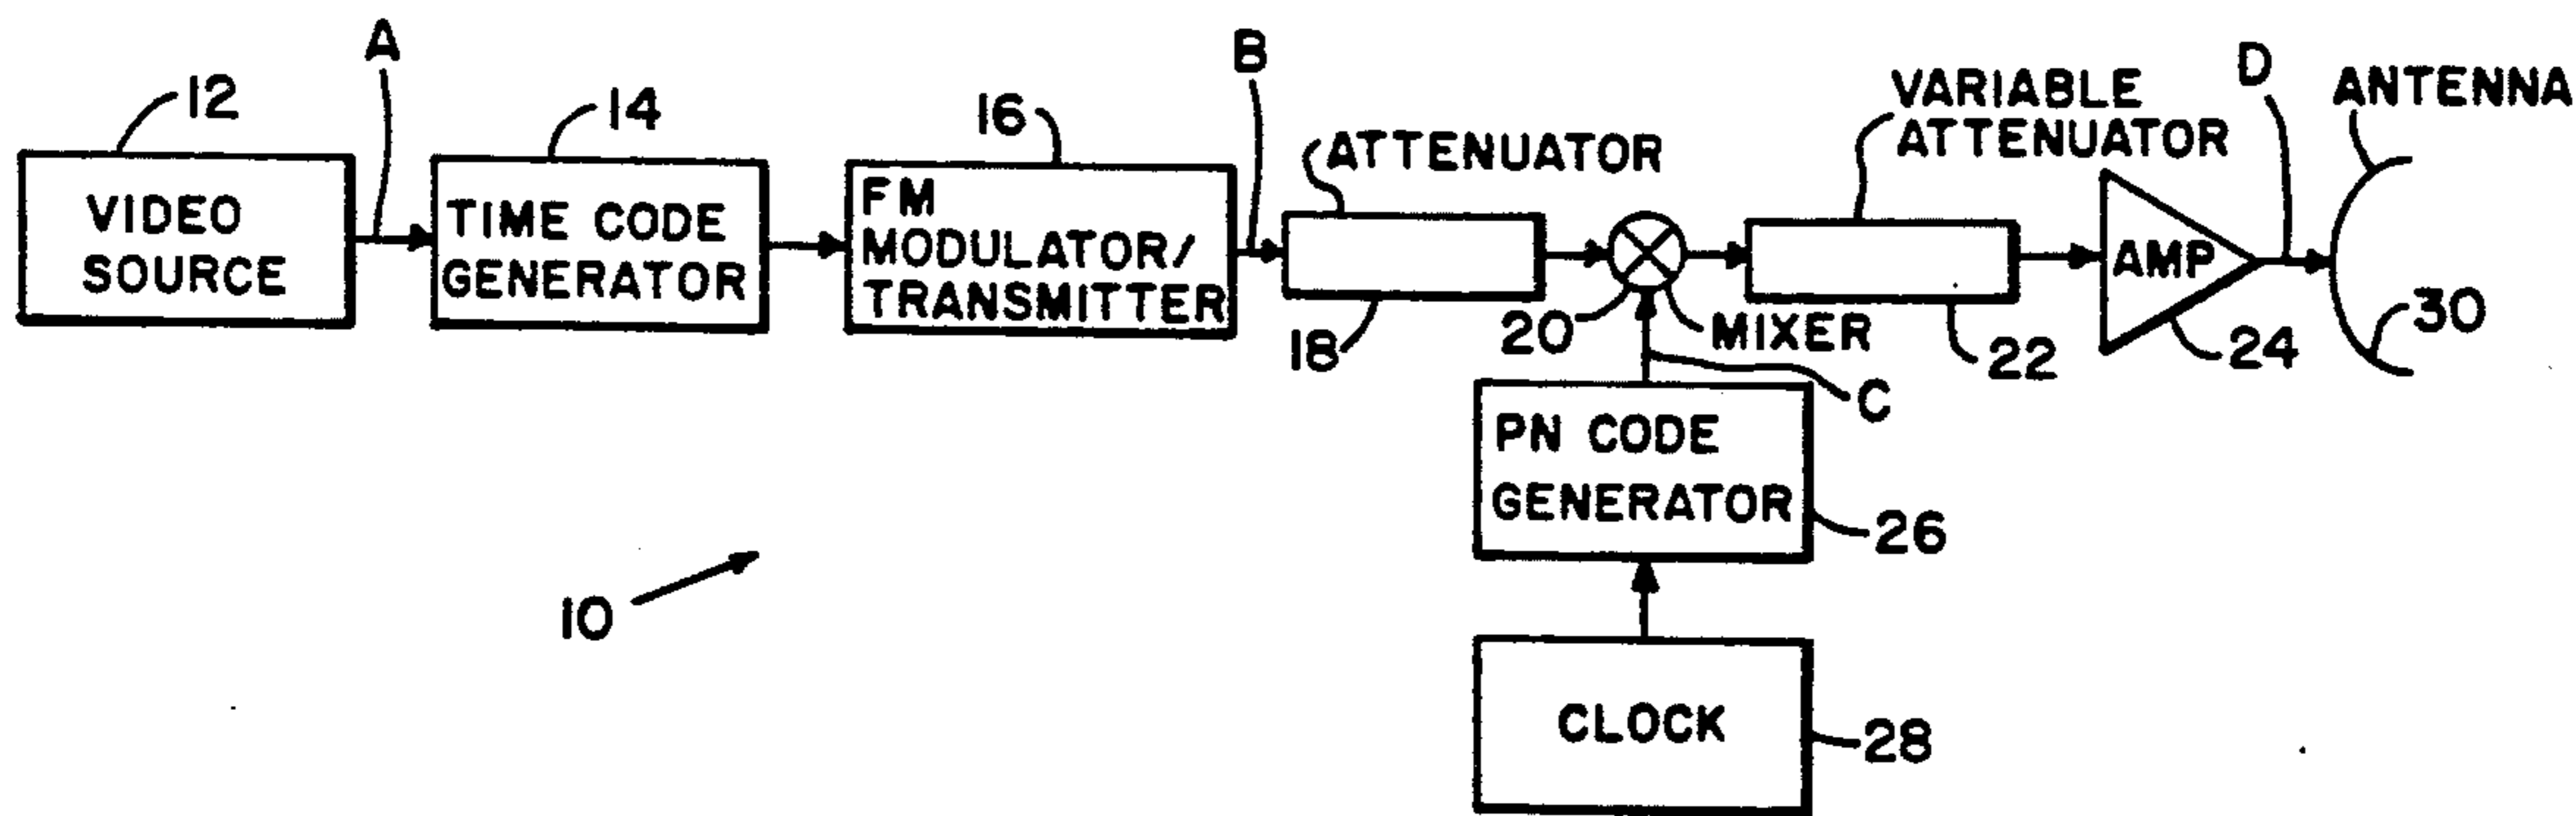 A
B
D
12
14
16
ATTENUATOR
VARIABLE
ATTENUATOR
ANTENNA
VIDEO
SOURCE
TIME CODE
GENERATOR
FM
MODULATOR/
TRANSMITTER
18
20
MIXER
22
AMP
24
30
C
PN CODE
GENERATOR
26
10
CLOCK
28